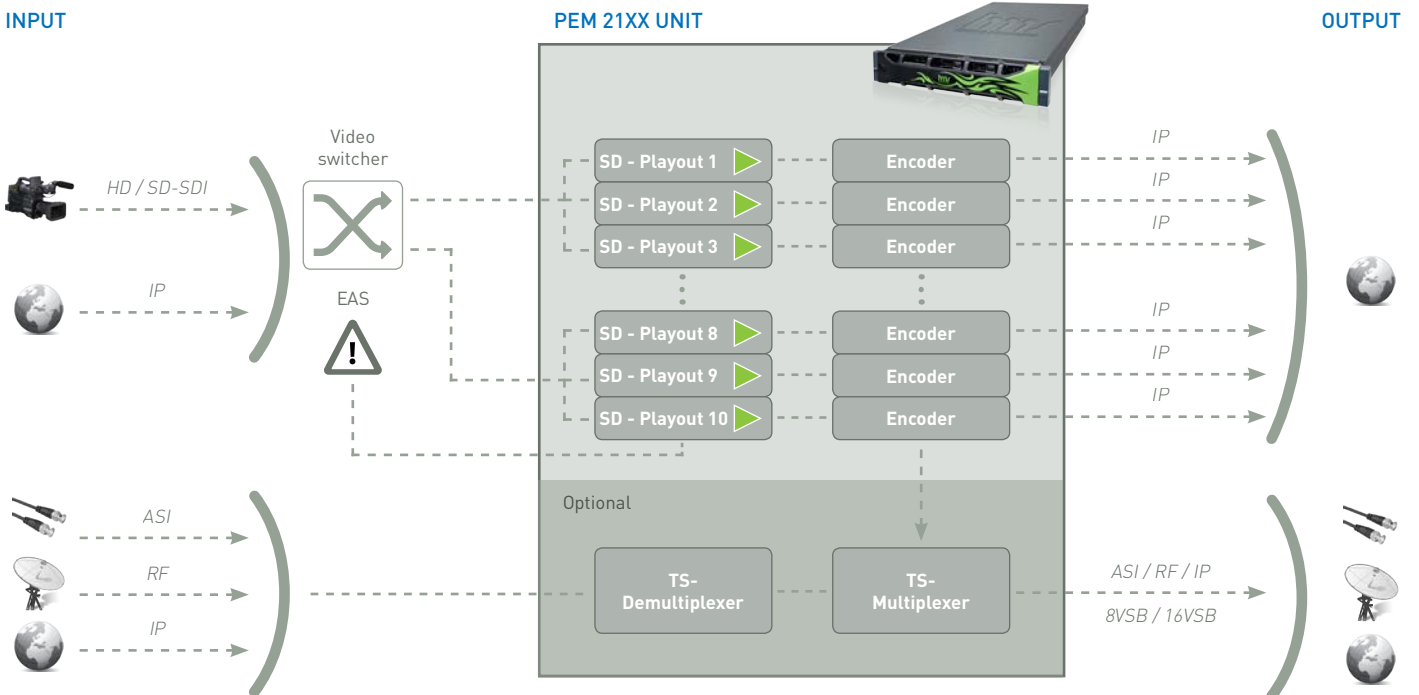 INPUT
PEM 21XX UNIT
OUTPUT
Video
switcher
HD / SD-SDI
IP
EAS
!
SD - Playout 1
Encoder
IP
SD - Playout 2
Encoder
IP
SD - Playout 3
Encoder
IP
SD - Playout 8
Encoder
IP
SD - Playout 9
Encoder
IP
SD - Playout 10
Encoder
IP
Optional
ASI
RF
IP
TS-
Demultiplexer
TS-
Multiplexer
ASI / RF / IP
8VSB / 16VSB